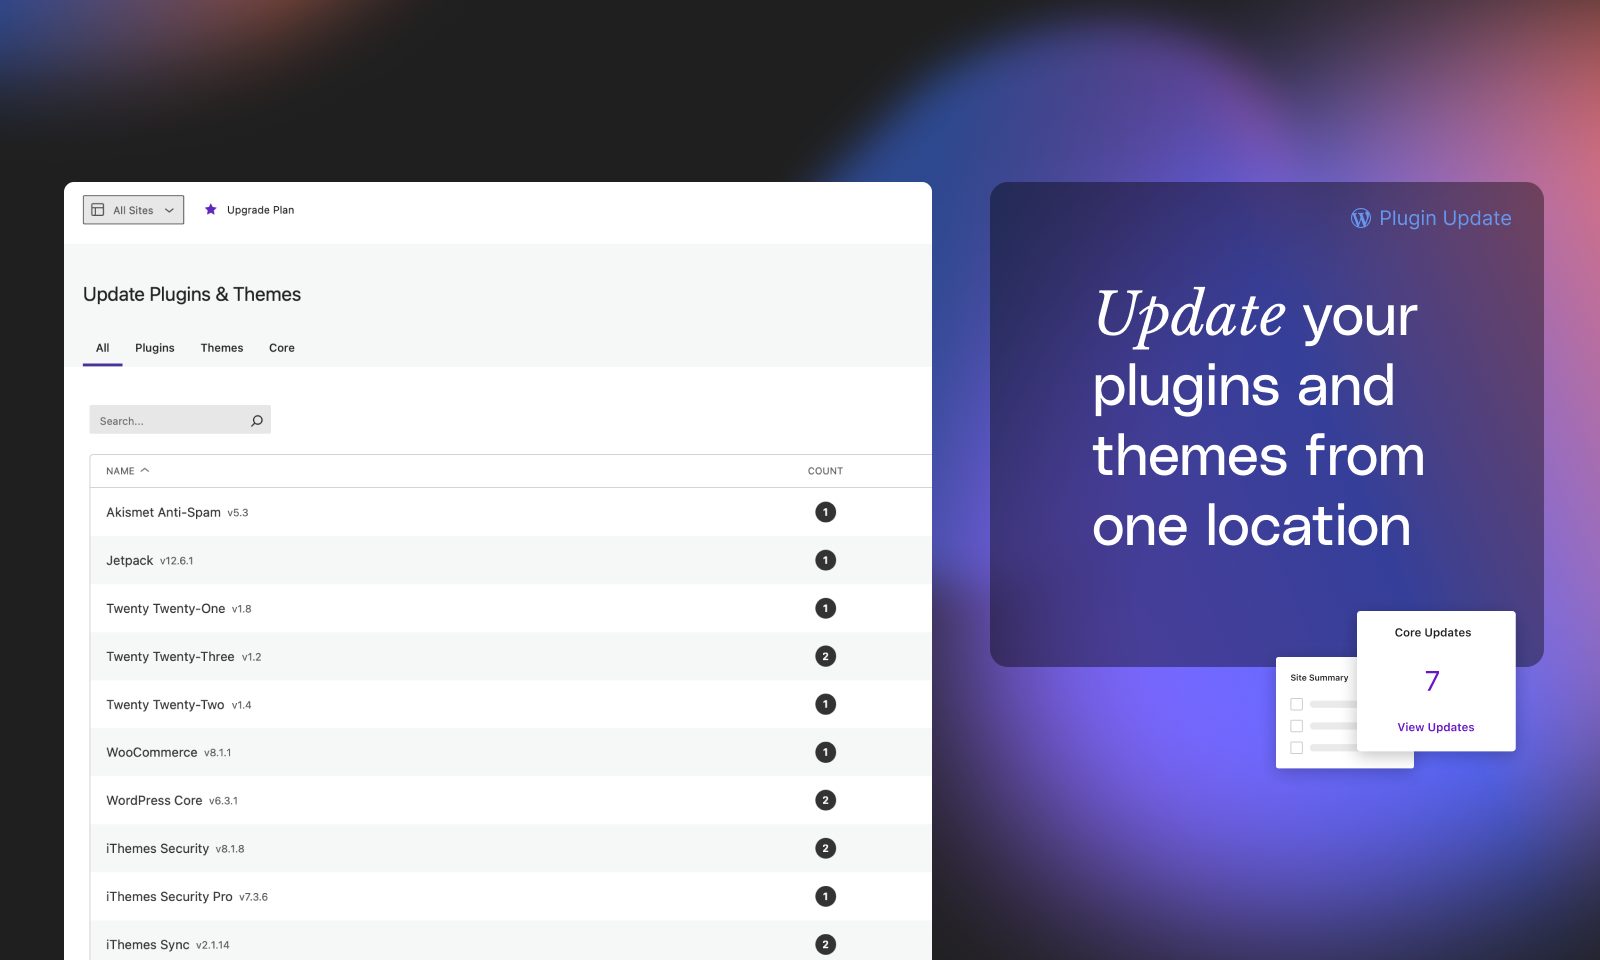 All Sites
Upgrade Plan
Update Plugins & Themes
All Plugins Themes Core
Search...
NAME COUNT
Akismet Anti-Spam v5.3 1
Jetpack v12.6.1 1
Twenty Twenty-One v1.8 1
Twenty Twenty-Three v1.2 2
Twenty Twenty-Two v1.4 1
WooCommerce v8.1.1 1
WordPress Core v6.3.1 2
iThemes Security v8.1.8 2
iThemes Security Pro v7.3.6 1
iThemes Sync v2.1.14 2
Plugin Update
Update your
plugins and
themes from
one location
Core Updates
7
View Updates
Site Summary